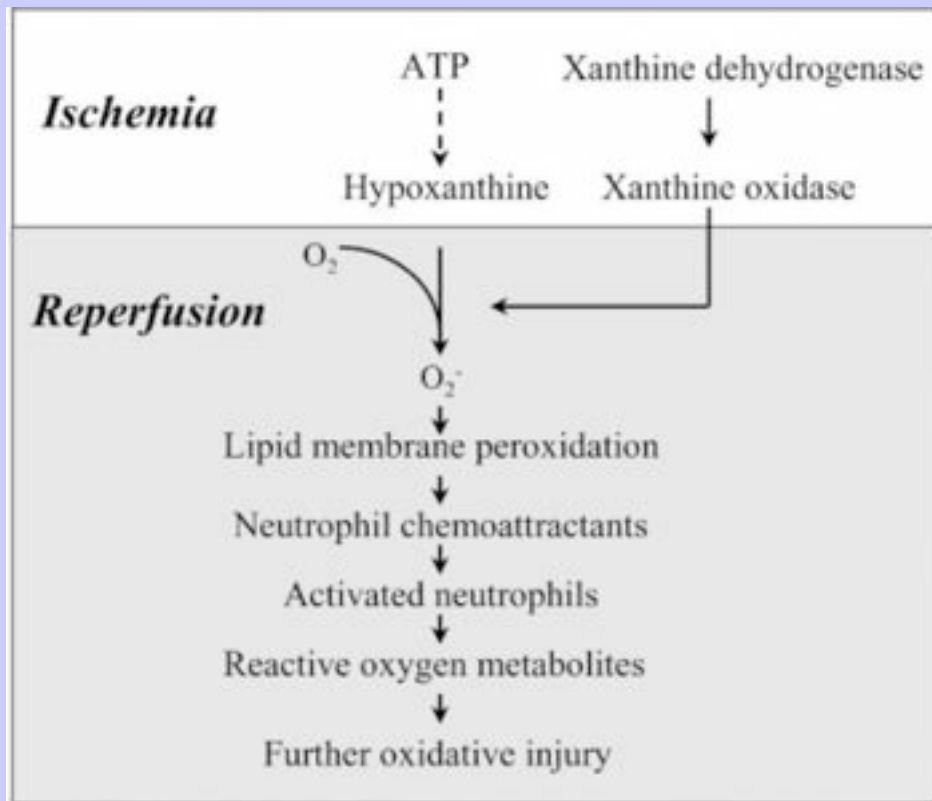 ATP Xanthine dehydrogenase
Ischemia
Hypoxanthine Xanthine oxidase
O₂
Reperfusion
O₂⁻
Lipid membrane peroxidation
Neutrophil chemoattractants
Activated neutrophils
Reactive oxygen metabolites
Further oxidative injury